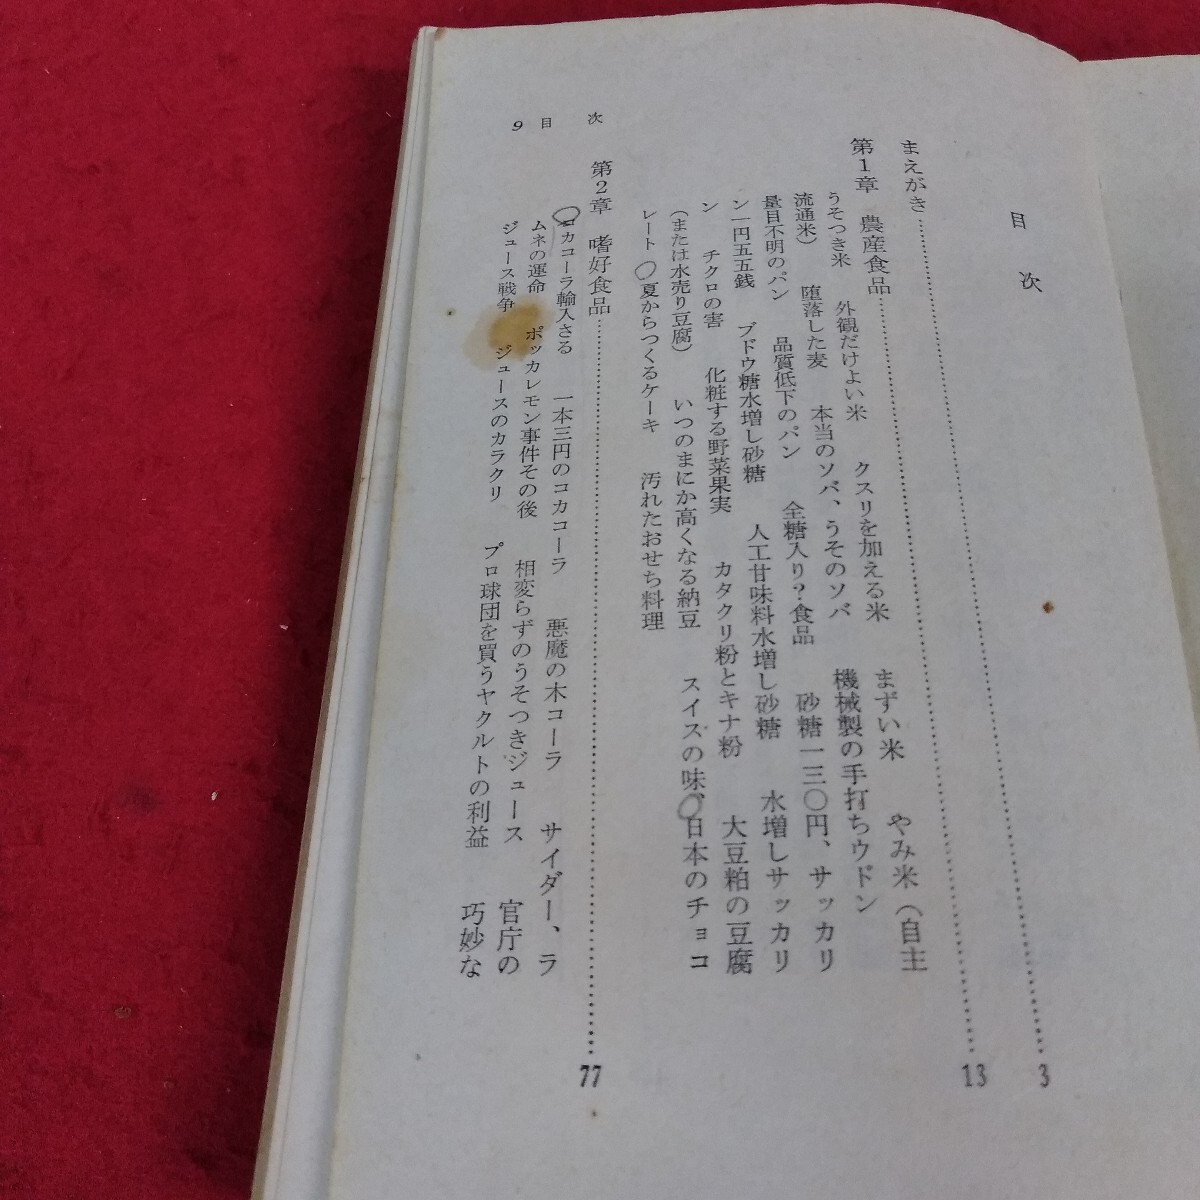 目次
まえがき……………………3
第1章 農産食品……………………13
うそつき米 外観だけよい米 クスリを加える米 まずい米 やみ米（自主
流通米） 堕落した麦 本当のソバ、うそのソバ 機械製の手打ちウドン
量目不明のパン 品質低下のパン 全糖入り？食品 砂糖一三〇円、サッカリ
ン一円五五銭 ブドウ糖水増し砂糖 人工甘味料水増し砂糖 水増しサッカリ
ン チクロの害 化粧する野菜果実 カタクリ粉とキナ粉 大豆粕の豆腐
（または水売り豆腐） いつのまにか高くなる納豆 スイスの味、日本のチョコ
レート 夏からつくるケーキ 汚れたおせち料理
第2章 嗜好食品……………………77
コカコーラ輸入さる 一本三円のコカコーラ 悪魔の木コーラ サイダー、ラ
ムネの運命 ポッカレモン事件その後 相変らずのうそつきジュース 官庁の
ジュース戦争 ジュースのカラクリ プロ球団を買うヤクルトの利益 巧妙な
9 目次